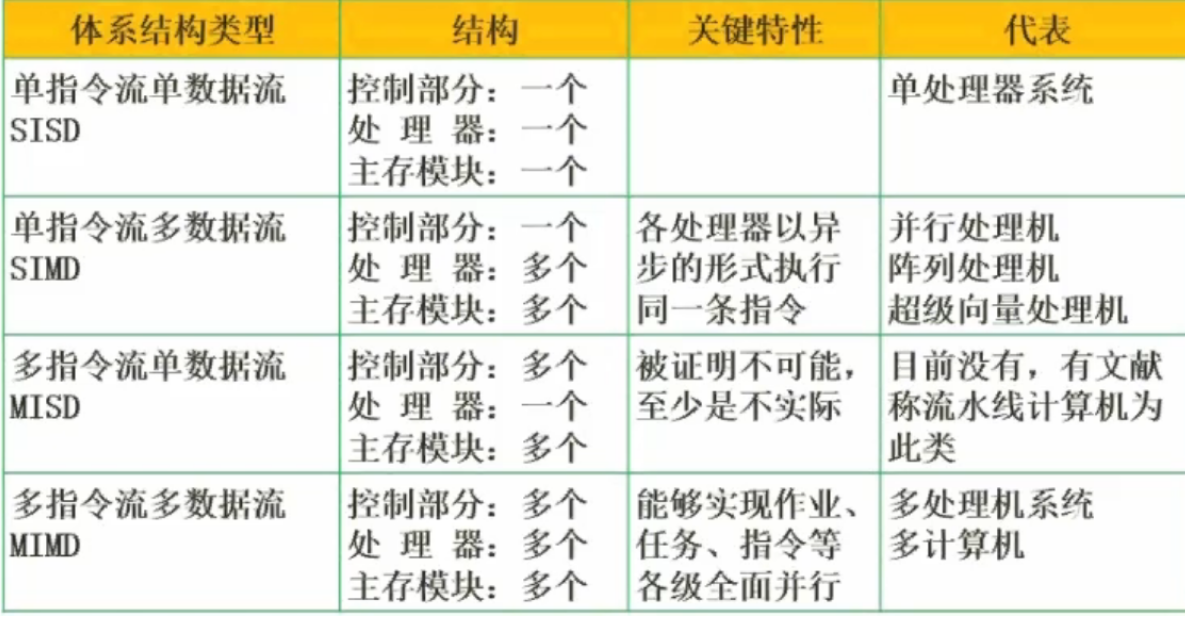 体系结构类型 结构 关键特性 代表
单指令流单数据流
SISD
控制部分：一个
处 理 器：一个
主存模块：一个
单处理器系统
单指令流多数据流
SIMD
控制部分：一个
处 理 器：多个
主存模块：多个
各处理器以异
步的形式执行
同一条指令
并行处理机
阵列处理机
超级向量处理机
多指令流单数据流
MISD
控制部分：多个
处 理 器：一个
主存模块：多个
被证明不可能，
至少是不实际
目前没有，有文献
称流水线计算机为
此类
多指令流多数据流
MIMD
控制部分：多个
处 理 器：多个
主存模块：多个
能够实现作业、
任务、指令等
各级全面并行
多处理机系统
多计算机